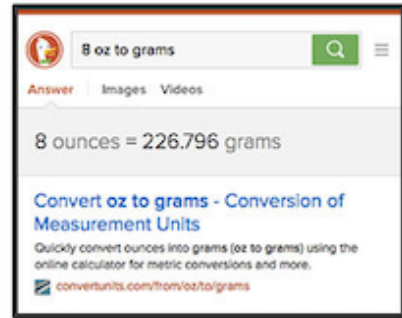 8 oz to grams
Answer Images Videos
8 ounces = 226.796 grams
Convert oz to grams - Conversion of
Measurement Units
Quickly convert ounces into grams (oz to grams) using the
online calculator for metric conversions and more.
convertunits.com/from/oz/to/grams